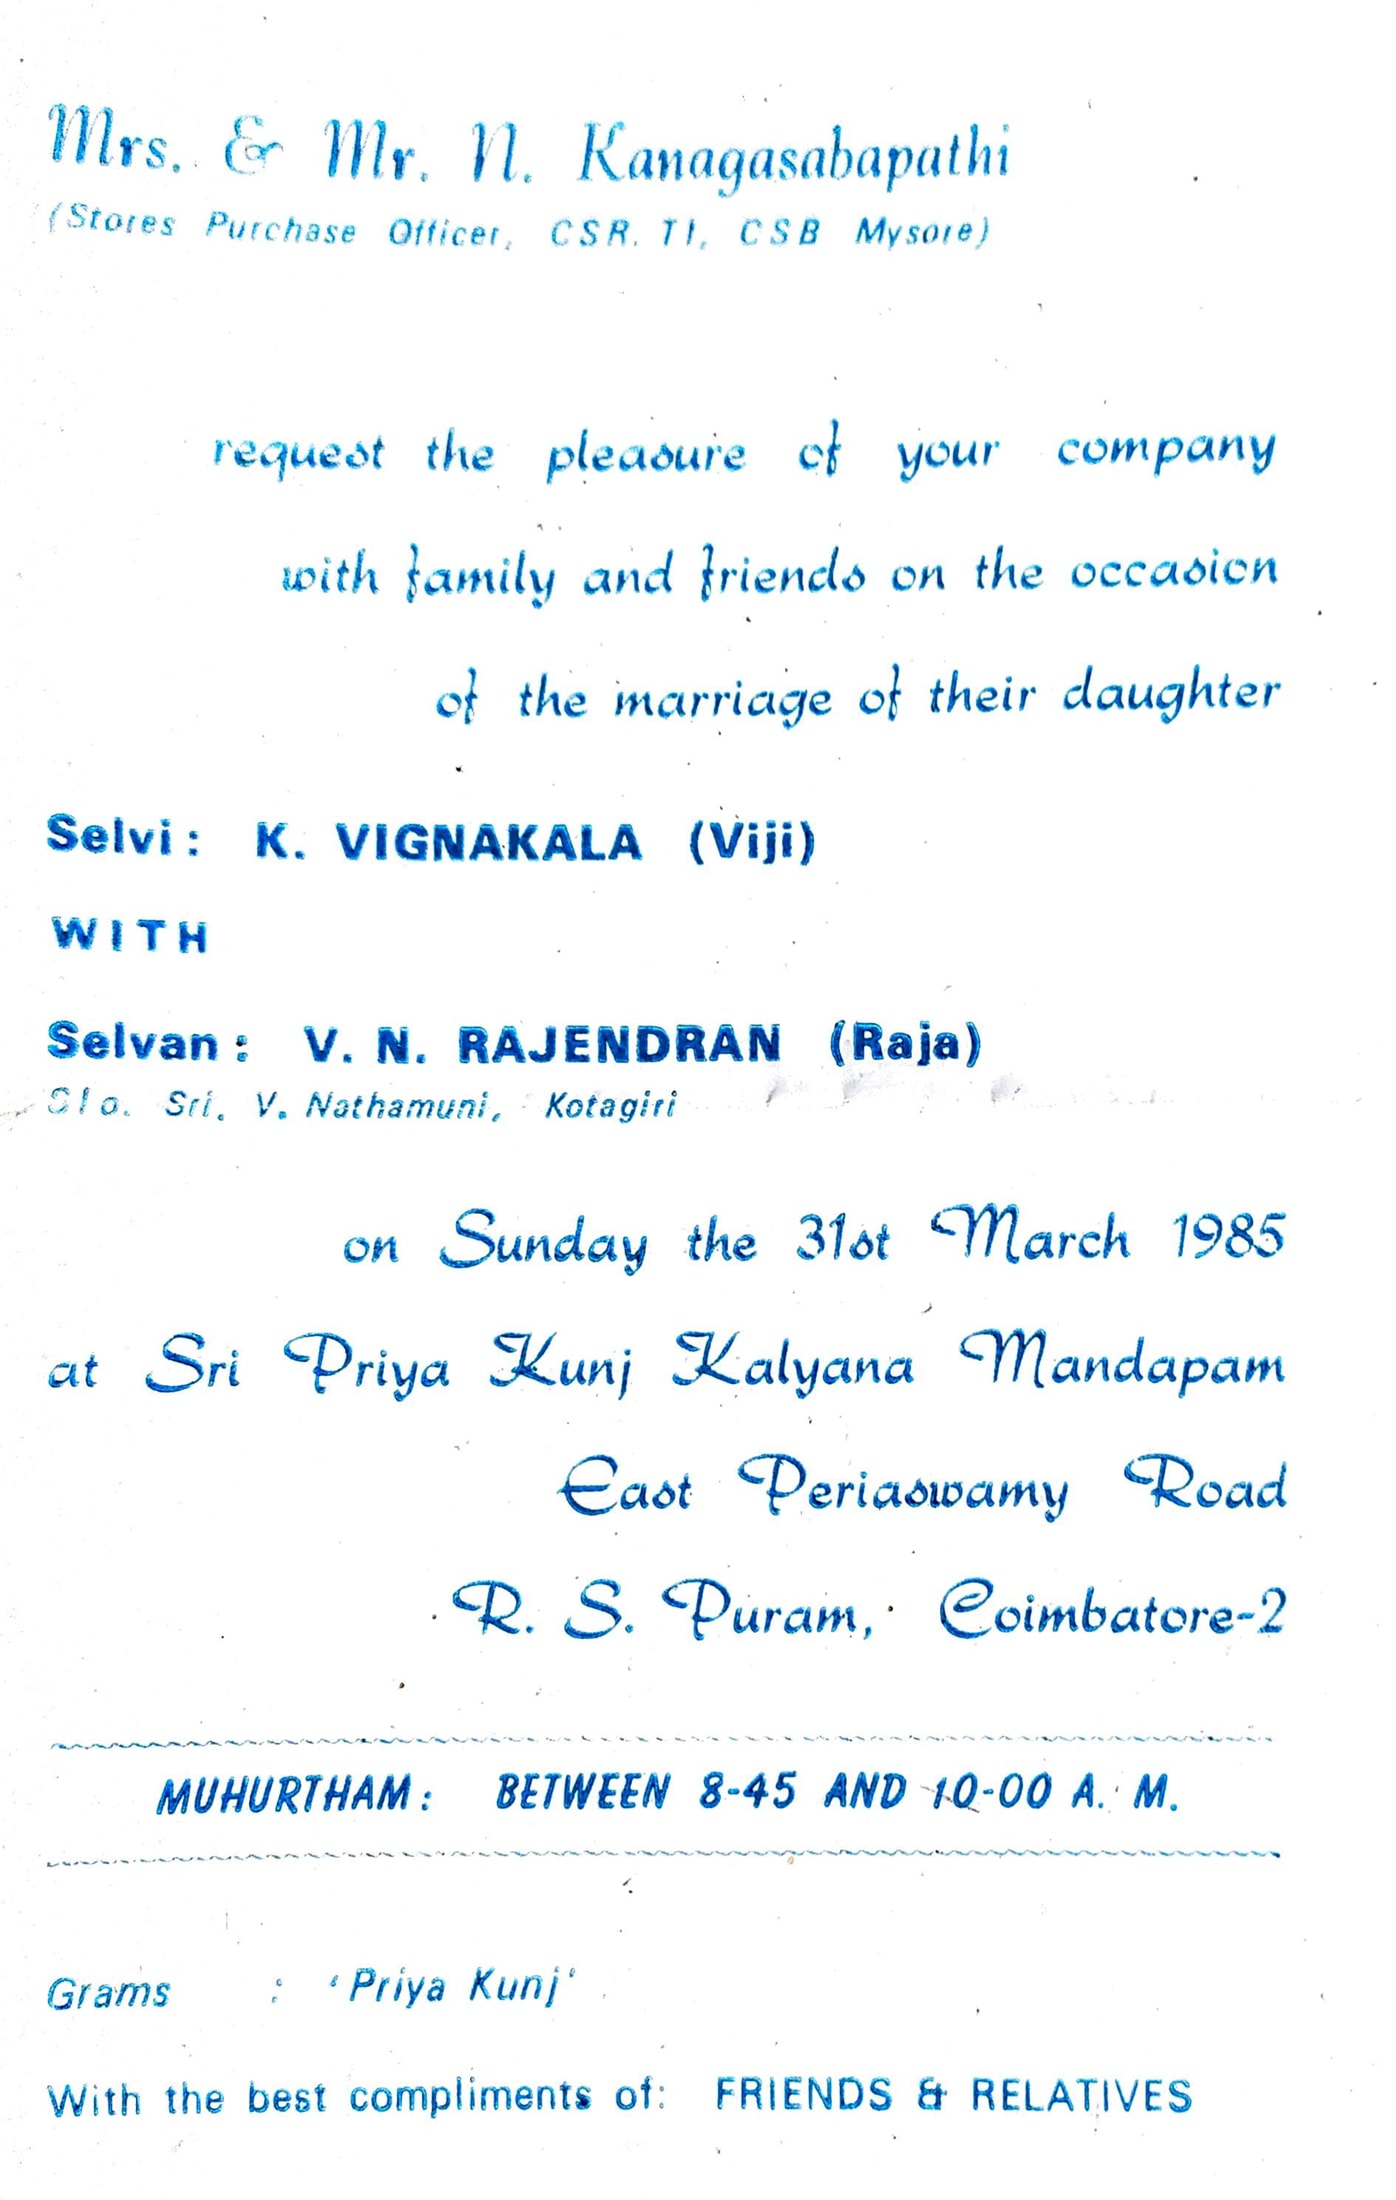 Mrs. & Mr. N. Kanagasabapathi
(Stores Purchase Officer, CSR. TI, CSB Mysore)
request the pleasure of your company
with family and friends on the occasion
of the marriage of their daughter
Selvi : K. VIGNAKALA (Viji)
WITH
Selvan : V. N. RAJENDRAN (Raja)
S/o. Sri. V. Nathamuni, Kotagiri
on Sunday the 31st March 1985
at Sri Priya Kunj Kalyana Mandapam
East Periaswamy Road
R. S. Puram, Coimbatore-2
MUHURTHAM : BETWEEN 8-45 AND 10-00 A. M.
Grams : 'Priya Kunj'
With the best compliments of: FRIENDS & RELATIVES